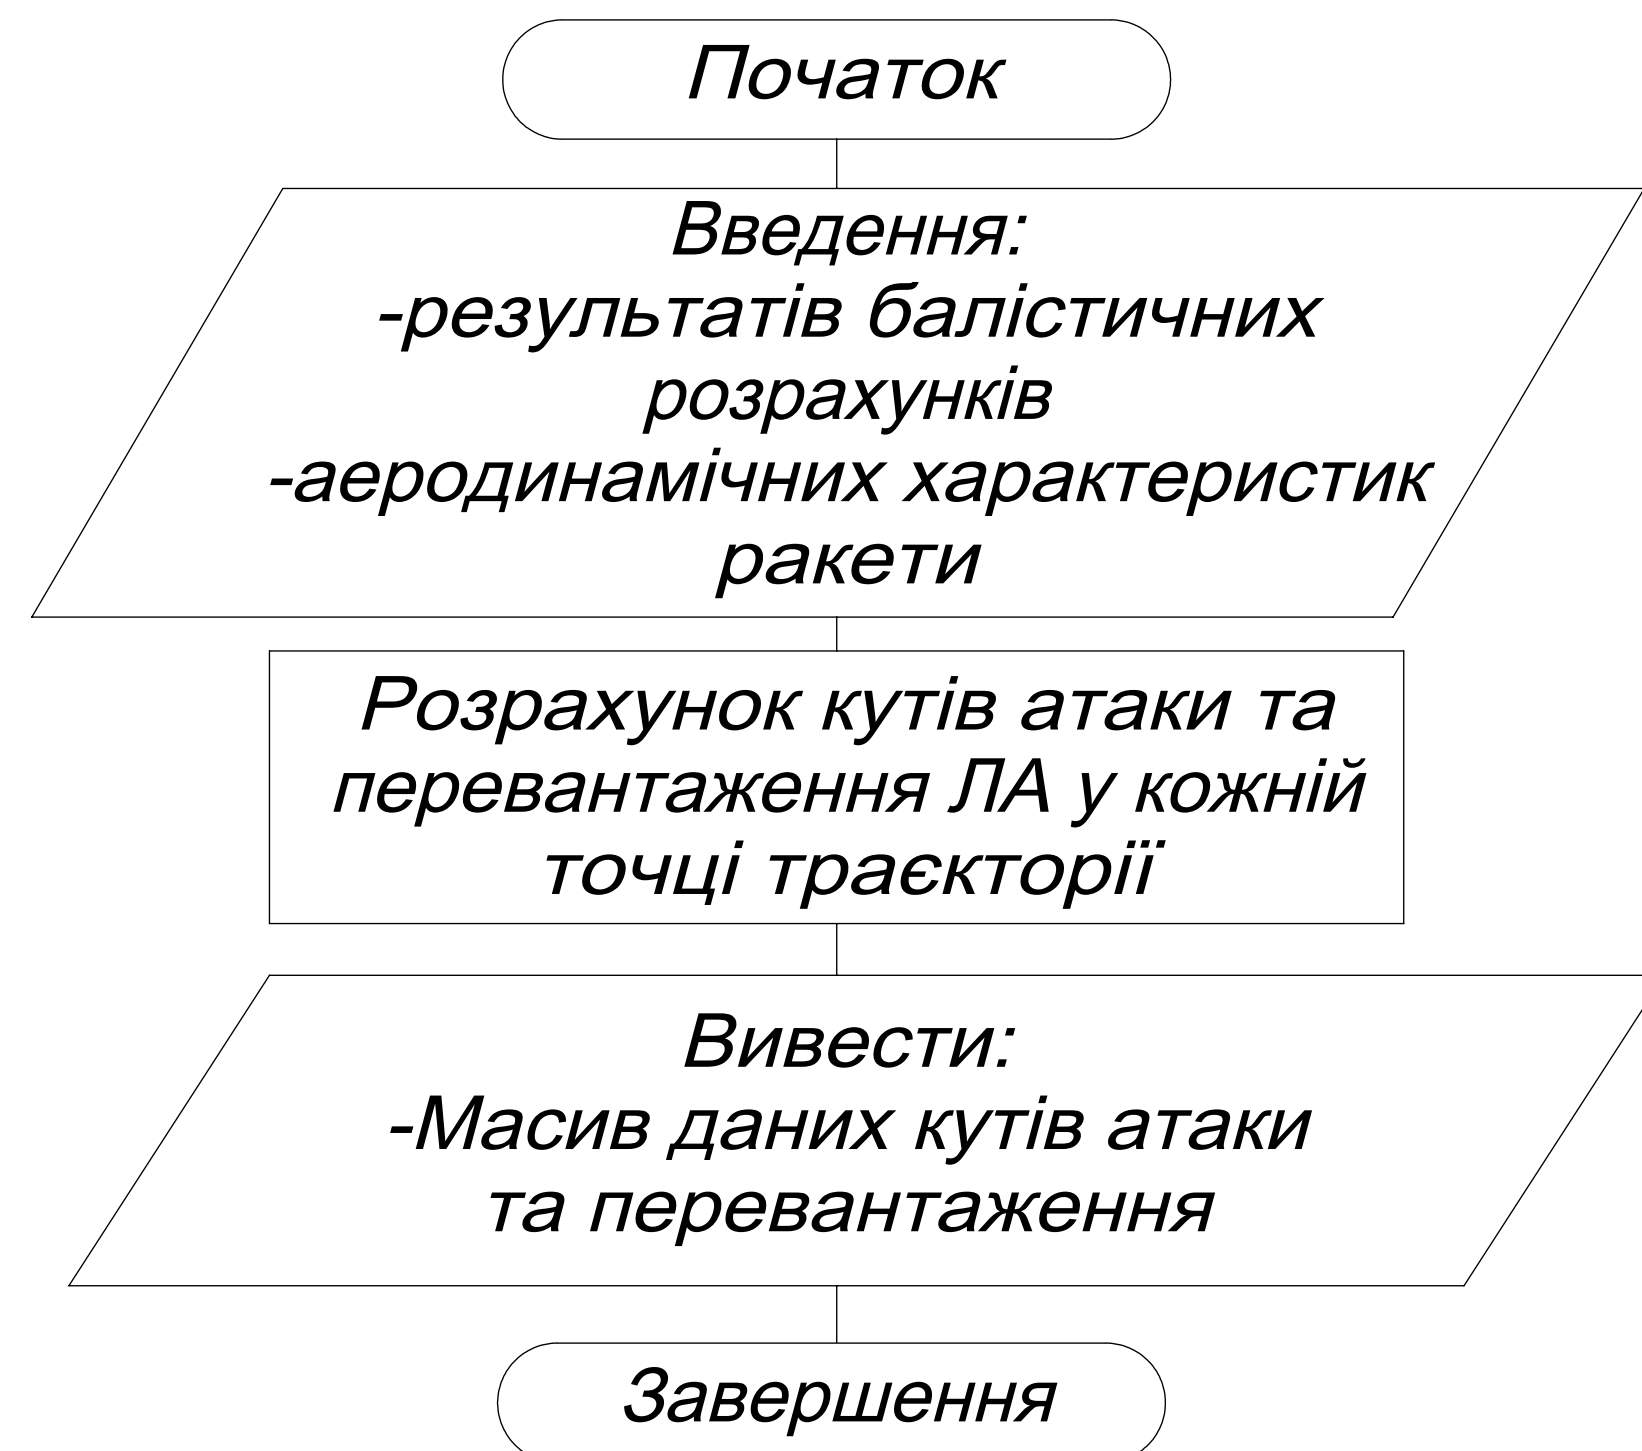 Початок
Введення:
-результатів балістичних
розрахунків
-аеродинамічних характеристик
ракети
Розрахунок кутів атаки та
перевантаження ЛА у кожній
точці траєкторії
Вивести:
-Масив даних кутів атаки
та перевантаження
Завершення